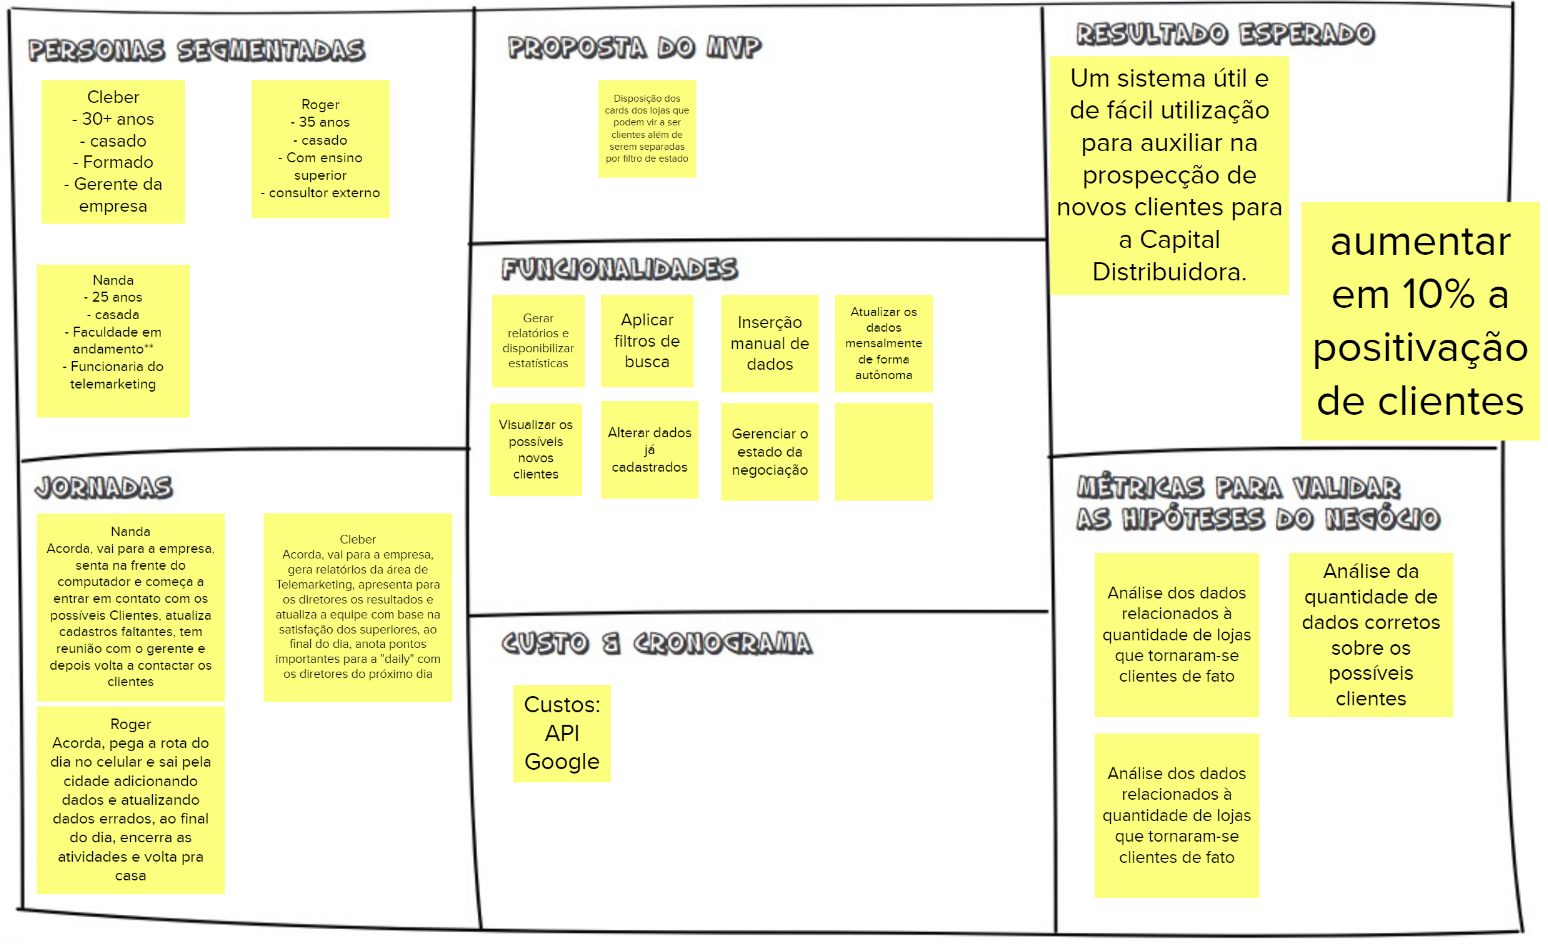 PERSONAS SEGMENTADAS
Cleber
- 30+ anos
- casado
- Formado
- Gerente da
empresa
Roger
- 35 anos
- casado
- Com ensino
superior
- consultor externo
Nanda
- 25 anos
- casada
- Faculdade em
andamento**
- Funcionaria do
telemarketing
PROPOSTA DO MVP
Disposição dos
cards dos lojas que
podem vir a ser
clientes além de
serem separadas
por filtro de estado
RESULTADO ESPERADO
Um sistema útil e
de fácil utilização
para auxiliar na
prospecção de
novos clientes para
a Capital
Distribuidora.
aumentar
em 10% a
positivação
de clientes
FUNCIONALIDADES
Gerar
relatórios e
disponibilizar
estatísticas
Aplicar
filtros de
busca
Inserção
manual de
dados
Atualizar os
dados
mensalmente
de forma
autônoma
Visualizar os
possíveis
novos
clientes
Alterar dados
já
cadastrados
Gerenciar o
estado da
negociação
JORNADAS
Nanda
Acorda, vai para a empresa,
senta na frente do
computador e começa a
entrar em contato com os
possíveis Clientes, atualiza
cadastros faltantes, tem
reunião com o gerente e
depois volta a contactar os
clientes
Cleber
Acorda, vai para a empresa,
gera relatórios da área de
Telemarketing, apresenta para
os diretores os resultados e
atualiza a equipe com base na
satisfação dos superiores, ao
final do dia, anota pontos
importantes para a "daily" com
os diretores do próximo dia
Roger
Acorda, pega a rota do
dia no celular e sai pela
cidade adicionando
dados e atualizando
dados errados, ao final
do dia, encerra as
atividades e volta pra
casa
CUSTO & CRONOGRAMA
Custos:
API
Google
MÉTRICAS PARA VALIDAR
AS HIPÓTESES DO NEGÓCIO
Análise dos dados
relacionados à
quantidade de lojas
que tornaram-se
clientes de fato
Análise da
quantidade de
dados corretos
sobre os
possíveis
clientes
Análise dos dados
relacionados à
quantidade de lojas
que tornaram-se
clientes de fato